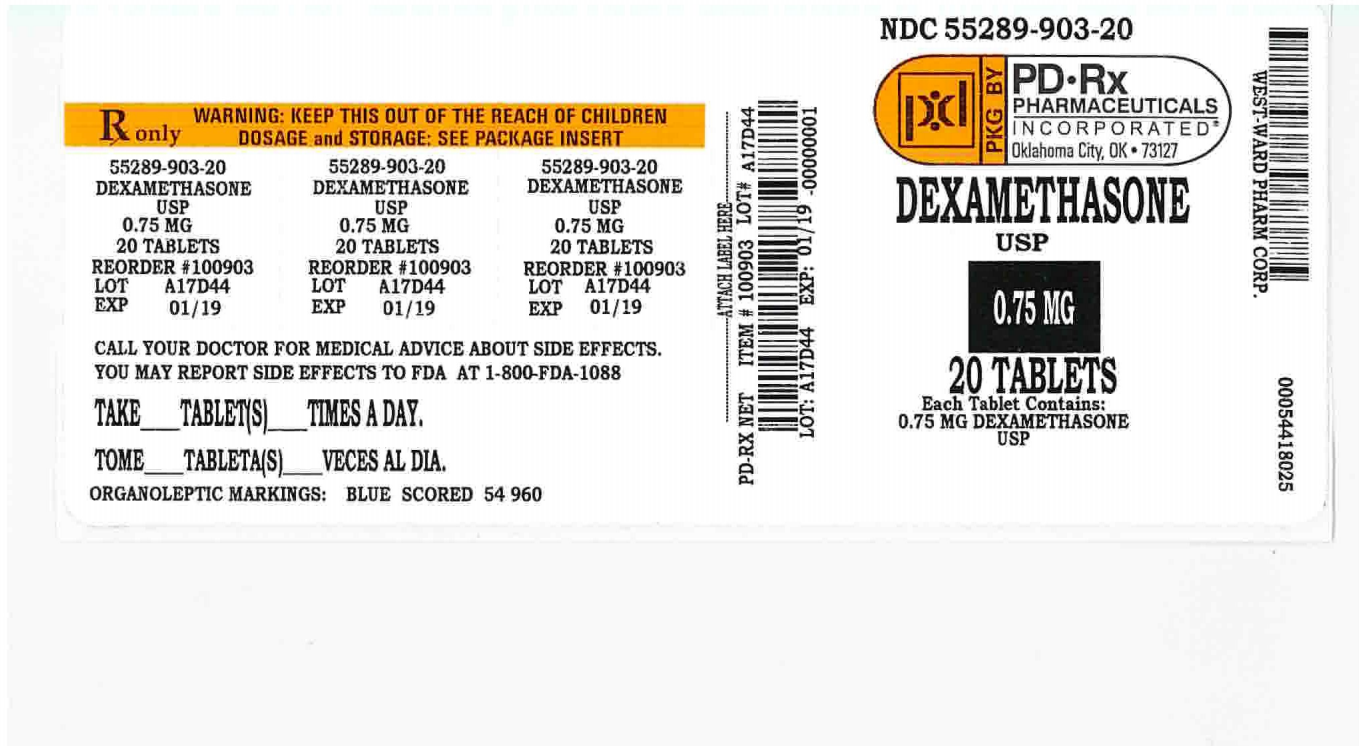 Rx only
WARNING: KEEP THIS OUT OF THE REACH OF CHILDREN
DOSAGE and STORAGE: SEE PACKAGE INSERT
55289-903-20
DEXAMETHASONE
USP
0.75 MG
20 TABLETS
REORDER #100903
LOT A17D44
EXP 01/19
55289-903-20
DEXAMETHASONE
USP
0.75 MG
20 TABLETS
REORDER #100903
LOT A17D44
EXP 01/19
55289-903-20
DEXAMETHASONE
USP
0.75 MG
20 TABLETS
REORDER #100903
LOT A17D44
EXP 01/19
CALL YOUR DOCTOR FOR MEDICAL ADVICE ABOUT SIDE EFFECTS.
YOU MAY REPORT SIDE EFFECTS TO FDA AT 1-800-FDA-1088
TAKE___TABLET(S)___TIMES A DAY.
TOME___TABLETA(S)___VECES AL DIA.
ORGANOLEPTIC MARKINGS: BLUE SCORED 54 960
ATTACH LABEL HERE
PD-RX NET ITEM # 100903 LOT# A17D44
LOT: A17D44 EXP: 01/19 -00000001
NDC 55289-903-20
PKG BY
PD•Rx
PHARMACEUTICALS
INCORPORATED®
Oklahoma City, OK • 73127
DEXAMETHASONE
USP
0.75 MG
20 TABLETS
Each Tablet Contains:
0.75 MG DEXAMETHASONE
USP
WEST-WARD PHARM CORP.
00054418025